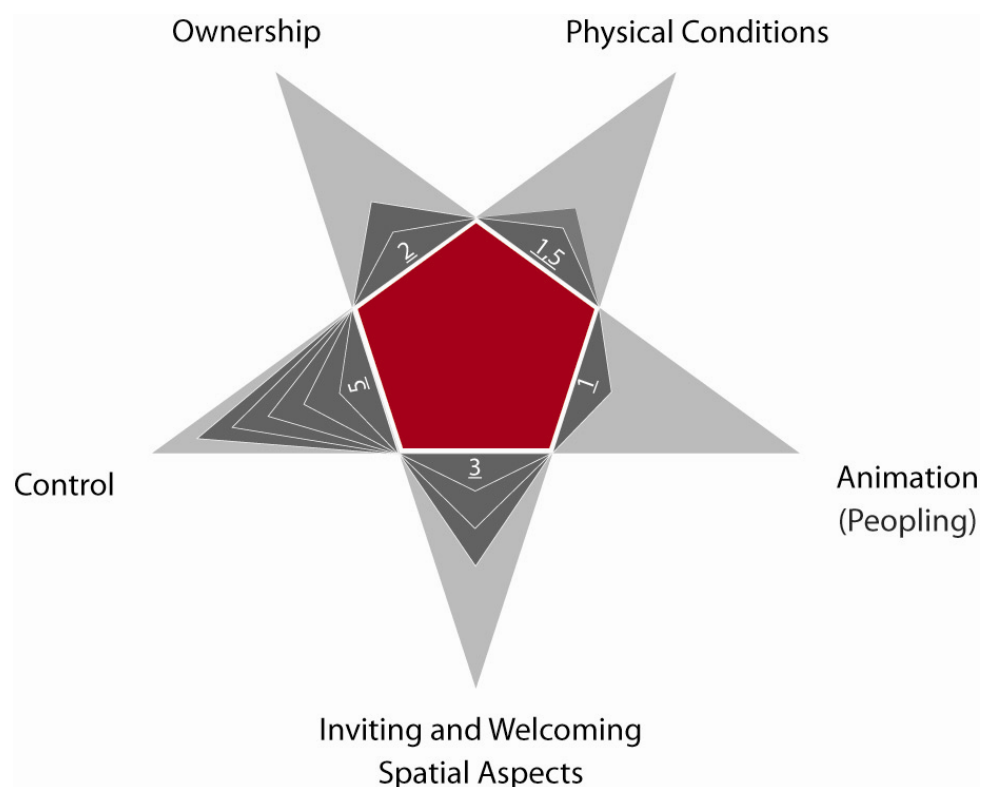 Ownership
Physical Conditions
2
1,5
5
1
3
Control
Animation
(Peopling)
Inviting and Welcoming
Spatial Aspects